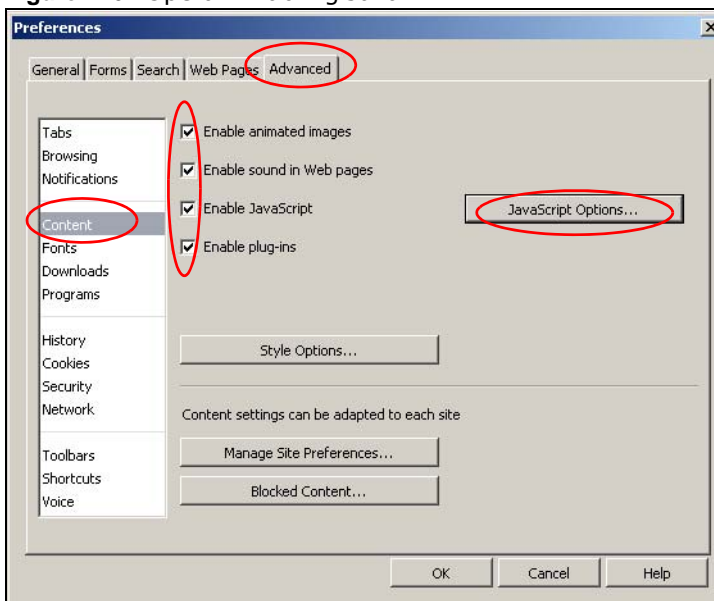 Preferences
General Forms Search Web Pages Advanced
Tabs
Browsing
Notifications
Content
Fonts
Downloads
Programs
History
Cookies
Security
Network
Toolbars
Shortcuts
Voice
Enable animated images
Enable sound in Web pages
Enable JavaScript
JavaScript Options...
Enable plug-ins
Style Options...
Content settings can be adapted to each site
Manage Site Preferences...
Blocked Content...
OK Cancel Help